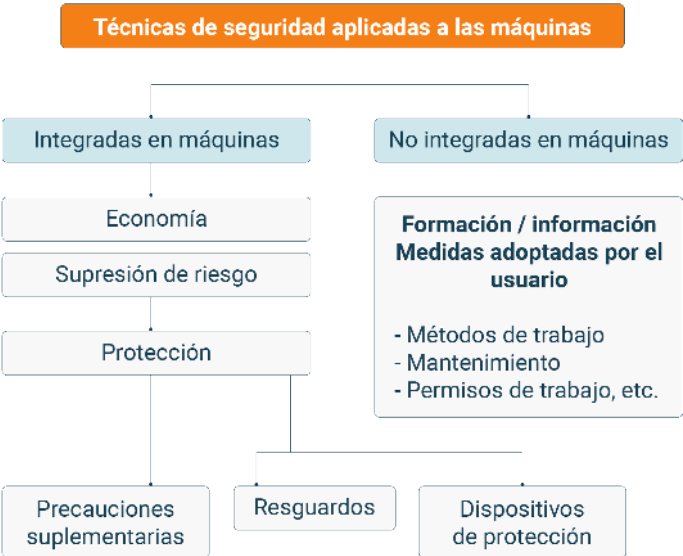 Técnicas de seguridad aplicadas a las máquinas
Integradas en máquinas
No integradas en máquinas
Economía
Supresión de riesgo
Protección
Formación / información
Medidas adoptadas por el
usuario
- Métodos de trabajo
- Mantenimiento
- Permisos de trabajo, etc.
Precauciones
suplementarias
Resguardos
Dispositivos
de protección